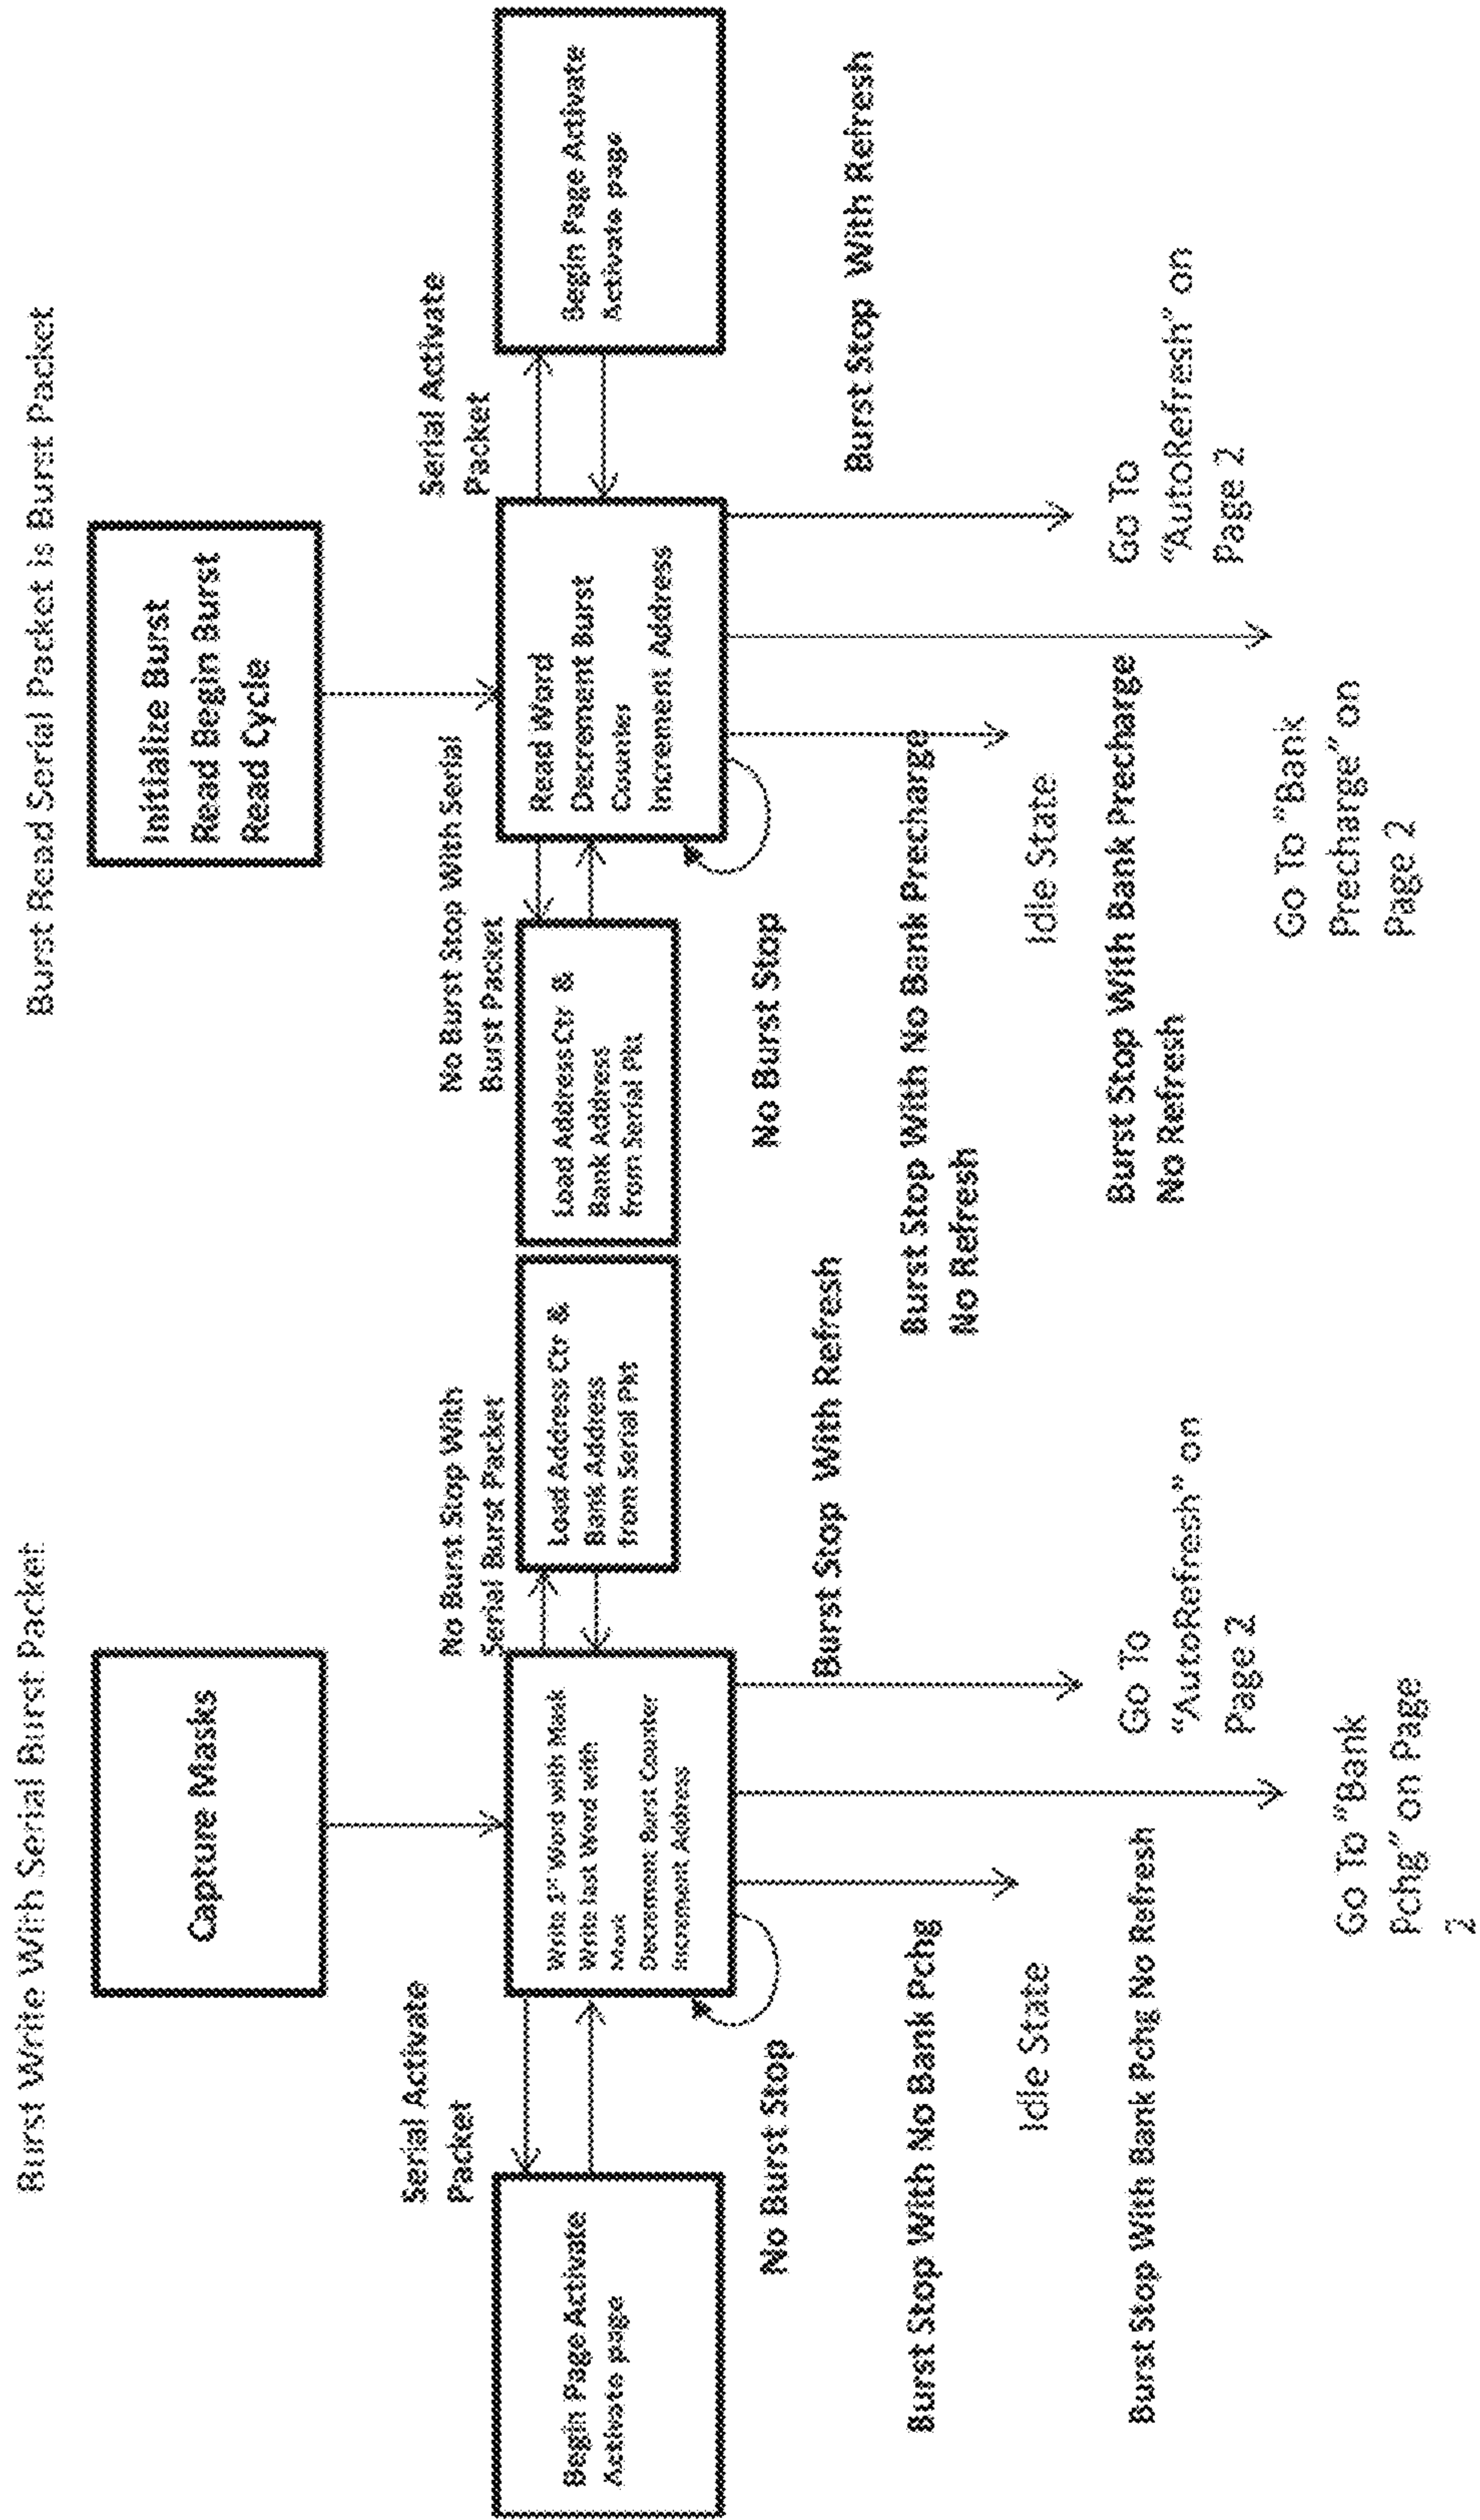 Burst Write With Serial Burst Packet
Capture Masks
Serial Activate
Packet
No Burst Stop With
Serial Burst Packet
Begin Page Activate
Activate page
Write 1st Word with Mask
Write last Word with
Decrement Burst Counter
Increment Address
Load Address Ctr &
Bank Address
from Serial Pkt
No Burst Stop
Burst Stop With Refresh
Burst Stop With No Bank Pchg
Idle State
Go To
“AutoRefresh” on
Page 2
Burst Stop With Bank Pchg No Refresh
Go To “Bank
Pchg” on Page
2
Burst Read Serial Packet is Burst Packet
Initialize Burst
Read Begin Burst
Read Cycle
No Burst Stop With Serial
Burst Packet
Serial Activate
Packet
Load Address Ctr &
Bank Address
from Serial Pkt
Read Word
Decrement Burst
Counter
Increment Address
Begin Page Activate
Activate page
No Burst Stop
Burst Stop With Refresh
Burst Stop With No Bank Precharge
No Refresh
Idle State
Go To
“AutoRefresh” on
Page 2
Burst Stop With Bank Precharge
No Refresh
Go To “Bank
Precharge” on
Page 2